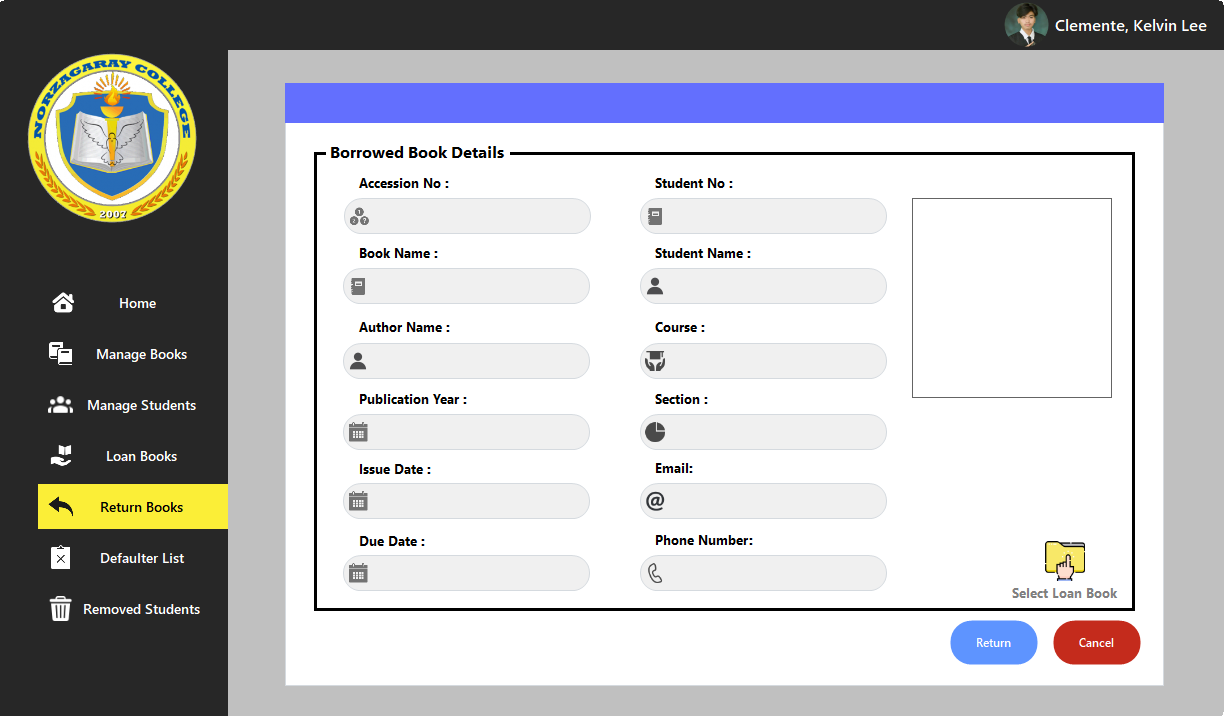 Clemente, Kelvin Lee
NORZAGARAY COLLEGE
2007
Home
Manage Books
Manage Students
Loan Books
Return Books
Defaulter List
Removed Students
Borrowed Book Details
Accession No :
Student No :
Book Name :
Student Name :
Author Name :
Course :
Publication Year :
Section :
Issue Date :
Email:
Due Date :
Phone Number:
Select Loan Book
Return
Cancel